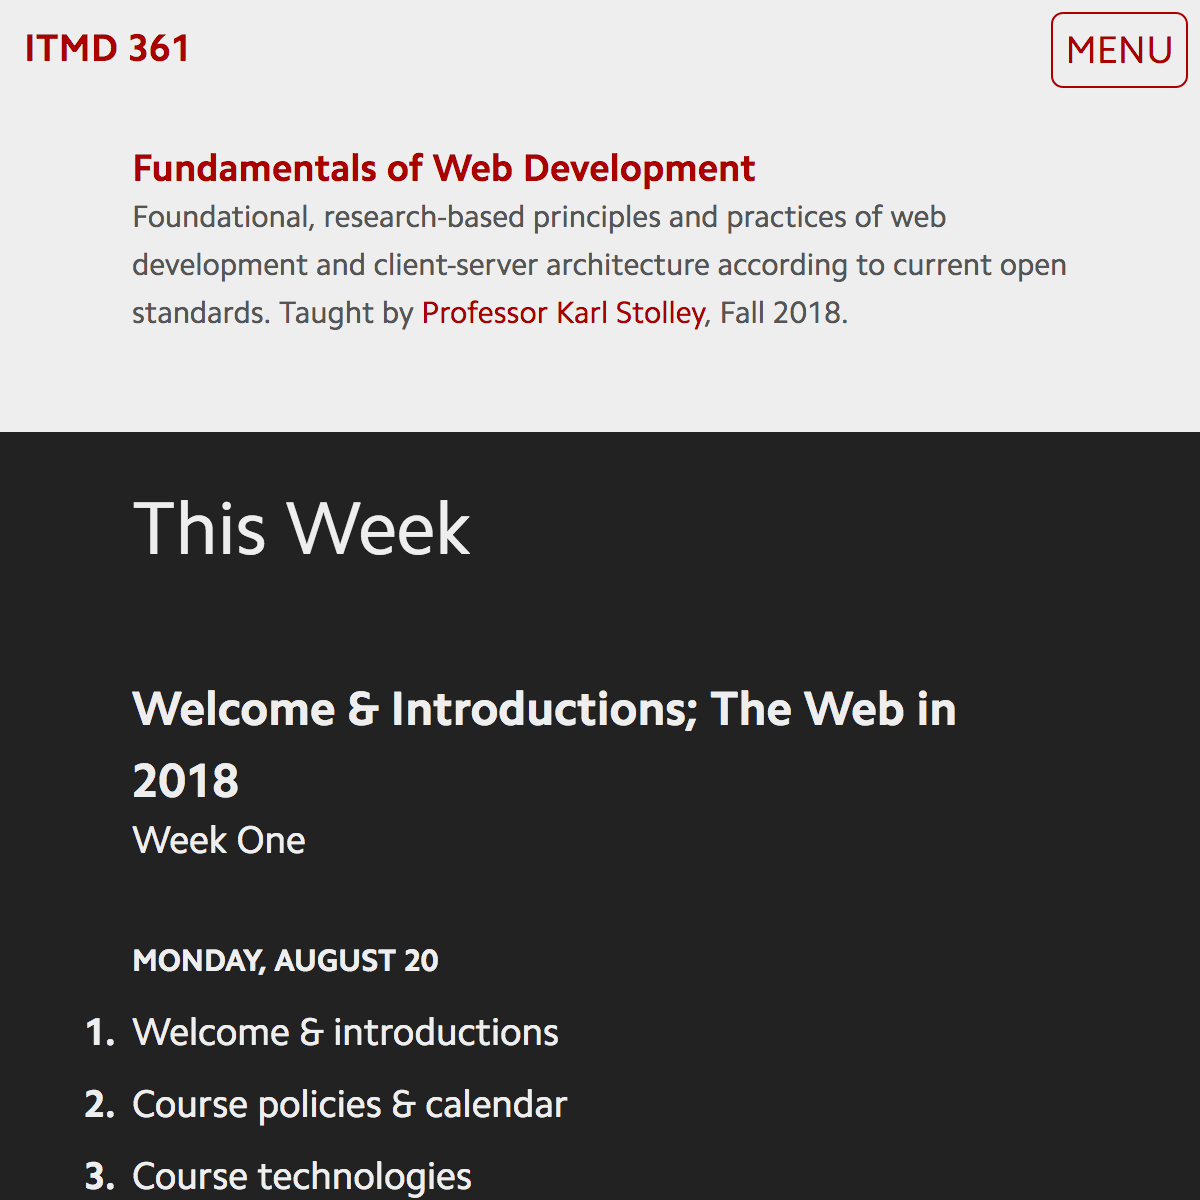 ITMD 361
MENU
Fundamentals of Web Development
Foundational, research-based principles and practices of web
development and client-server architecture according to current open
standards. Taught by Professor Karl Stolley, Fall 2018.
This Week
Welcome & Introductions; The Web in
2018
Week One
MONDAY, AUGUST 20
1. Welcome & introductions
2. Course policies & calendar
3. Course technologies